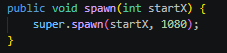 public void spawn(int startX) {
    super.spawn(startX, 1080);
}